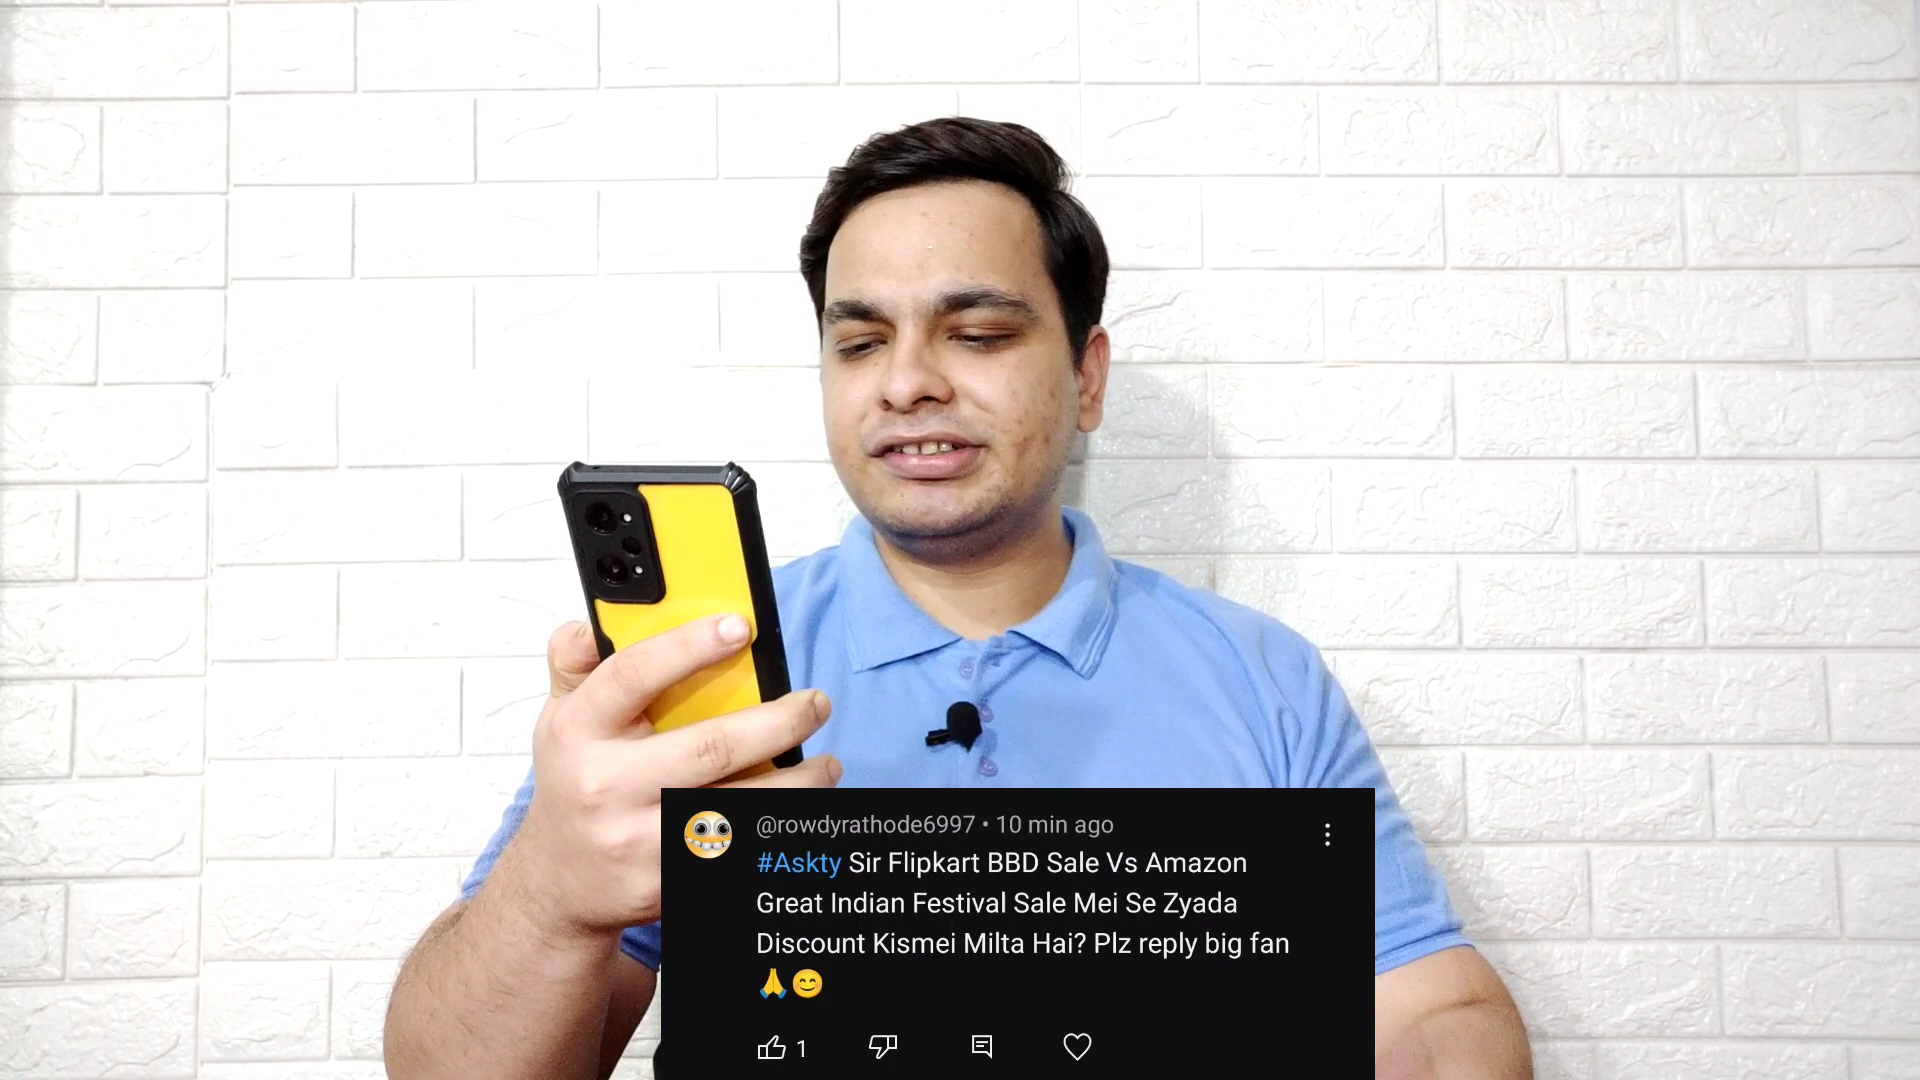 @rowdyrathode6997 • 10 min ago
#Askty Sir Flipkart BBD Sale Vs Amazon
Great Indian Festival Sale Mei Se Zyada
Discount Kismei Milta Hai? Plz reply big fan
🙏😊
1